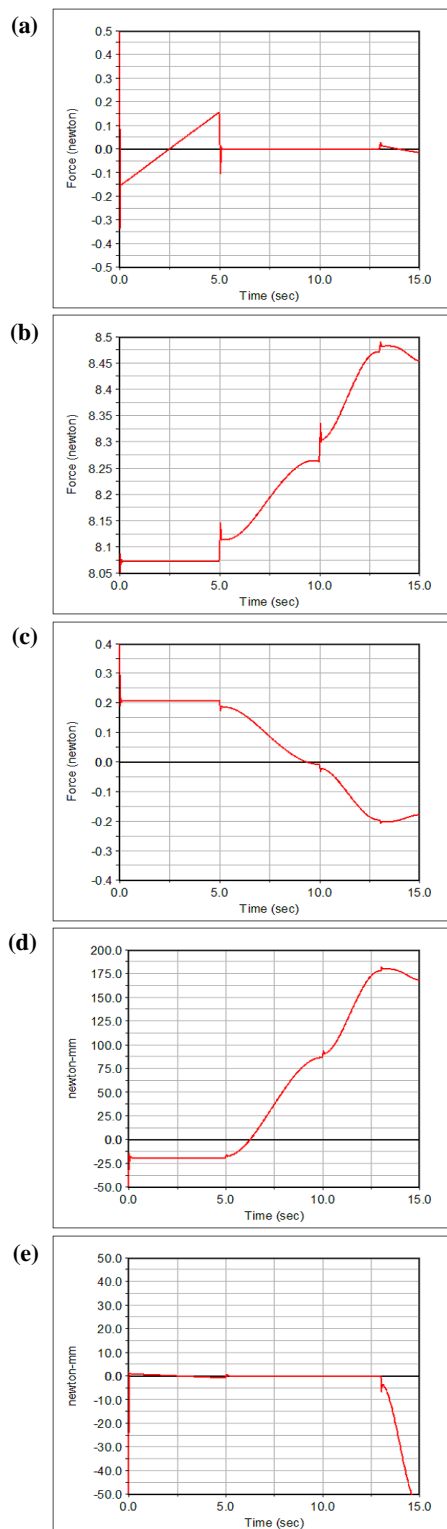 (a)
Force (newton)
0.5
0.4
0.3
0.2
0.1
0.0
-0.1
-0.2
-0.3
-0.4
-0.5
0.0 5.0 10.0 15.0
Time (sec)
(b)
Force (newton)
8.5
8.45
8.4
8.35
8.3
8.25
8.2
8.15
8.1
8.05
0.0 5.0 10.0 15.0
Time (sec)
(c)
Force (newton)
0.4
0.3
0.2
0.1
0.0
-0.1
-0.2
-0.3
-0.4
0.0 5.0 10.0 15.0
Time (sec)
(d)
newton-mm
200.0
175.0
150.0
125.0
100.0
75.0
50.0
25.0
0.0
-25.0
-50.0
0.0 5.0 10.0 15.0
Time (sec)
(e)
newton-mm
50.0
40.0
30.0
20.0
10.0
0.0
-10.0
-20.0
-30.0
-40.0
-50.0
0.0 5.0 10.0 15.0
Time (sec)